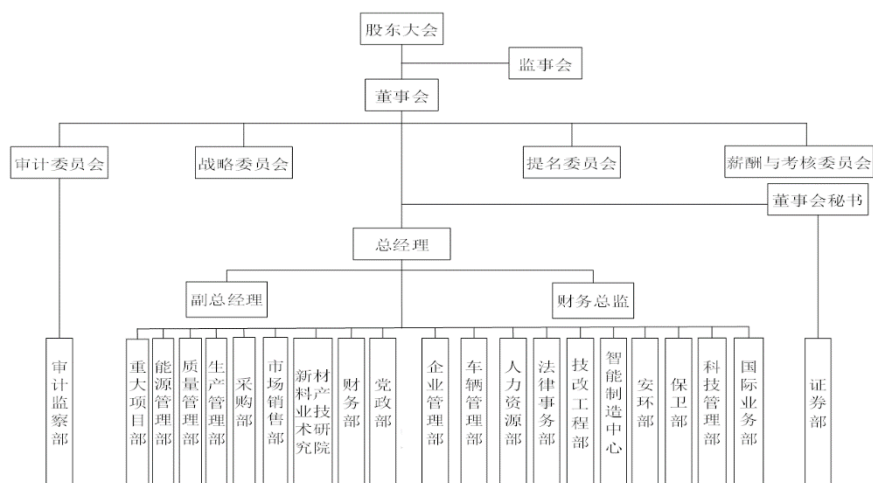 股东大会
监事会
董事会
审计委员会
战略委员会
提名委员会
薪酬与考核委员会
董事会秘书
总经理
副总经理
财务总监
审计监察部
重大项目部
能源管理部
质量管理部
生产管理部
采购部
市场销售部
新材料产业技术研究院
财务部
党政部
企业管理部
车辆管理部
人力资源部
法律事务部
技改工程部
智能制造中心
安环部
保卫部
科技管理部
国际业务部
证券部